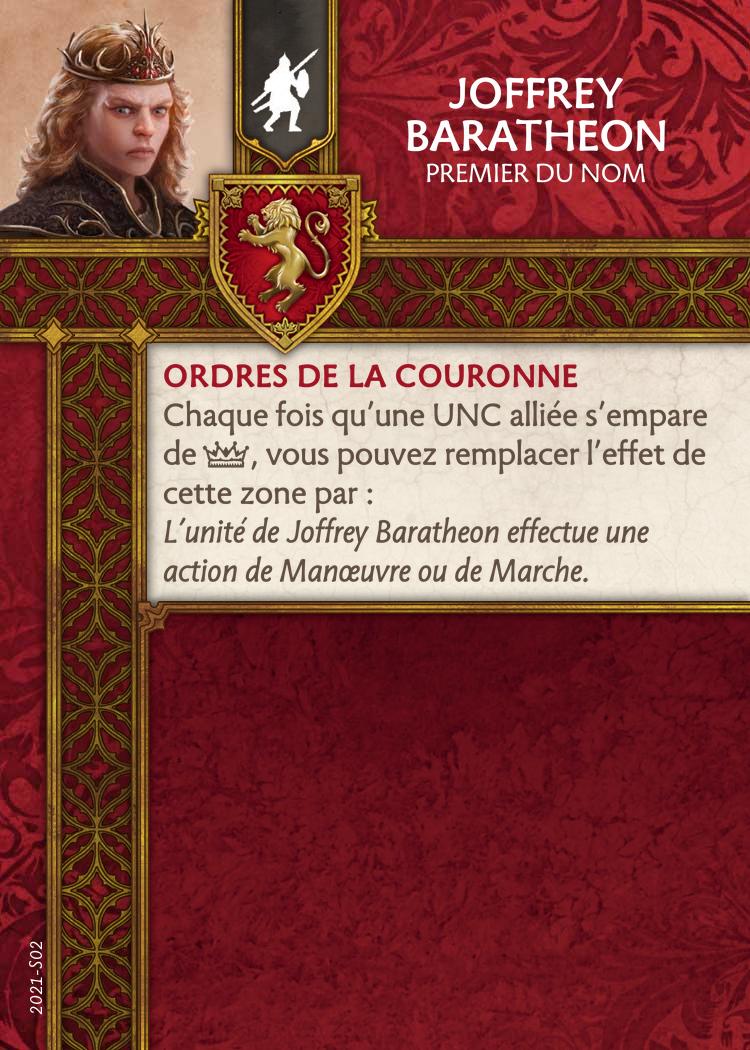 JOFFREY
BARATHEON
PREMIER DU NOM
ORDRES DE LA COURONNE
Chaque fois qu’une UNC alliée s’empare
de , vous pouvez remplacer l’effet de
cette zone par :
L’unité de Joffrey Baratheon effectue une
action de Manœuvre ou de Marche.
2021-S02